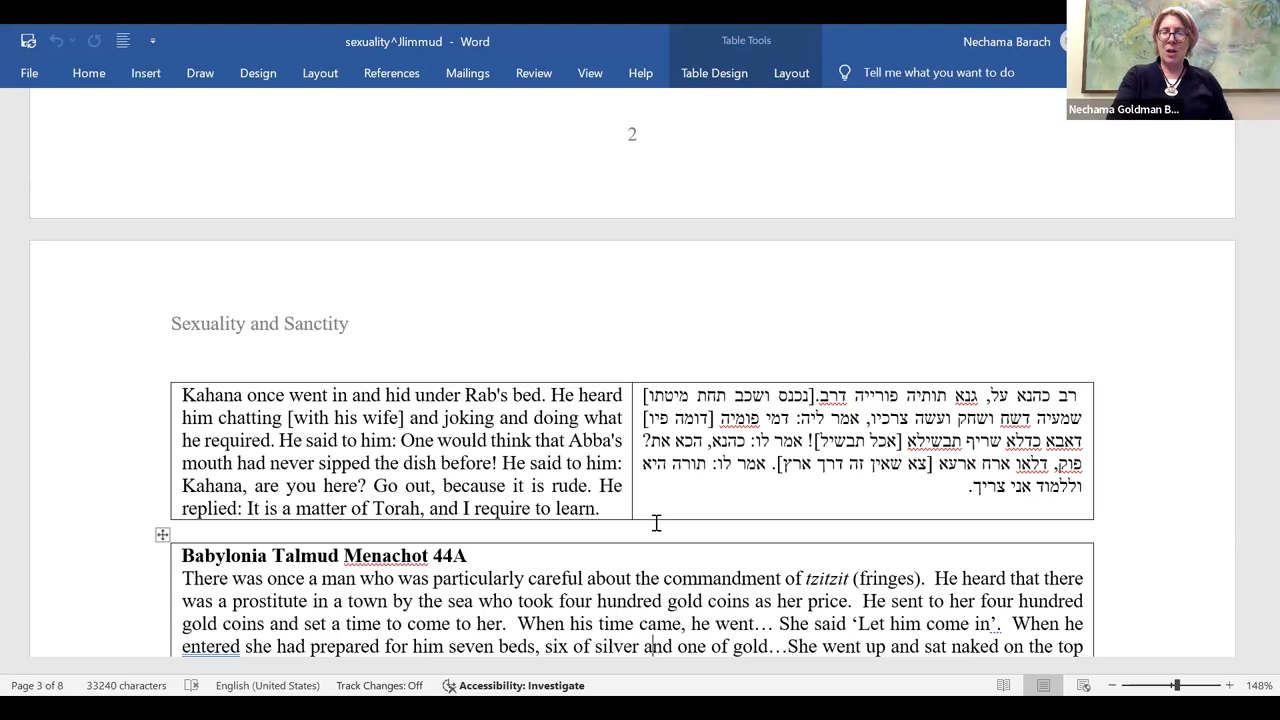 sexuality^Jlimmud - Word
Table Tools
Nechama Barach
File Home Insert Draw Design Layout References Mailings Review View Help Table Design Layout Tell me what you want to do
Nechama Goldman B...
2
Sexuality and Sanctity
Kahana once went in and hid under Rab's bed. He heard
him chatting [with his wife] and joking and doing what
he required. He said to him: One would think that Abba's
mouth had never sipped the dish before! He said to him:
Kahana, are you here? Go out, because it is rude. He
replied: It is a matter of Torah, and I require to learn.
רב כהנא על, גנא תותיה פורייה דרב.[נכנס ושכב תחת מיטתו]
שמעיה דשח ושחק ועשה צרכיו, אמר ליה: דמי פומיה [דומה פיו]
דאבא כדלא שריף תבשילא [אכל תבשיל]! אמר לו: כהנא, הכא את?
פוק, דלאו ארח ארעא [צא שאין זה דרך ארץ]. אמר לו: תורה היא
וללמוד אני צריך.
Babylonia Talmud Menachot 44A
There was once a man who was particularly careful about the commandment of tzitzit (fringes). He heard that there
was a prostitute in a town by the sea who took four hundred gold coins as her price. He sent to her four hundred
gold coins and set a time to come to her. When his time came, he went… She said ‘Let him come in’. When he
entered she had prepared for him seven beds, six of silver and one of gold…She went up and sat naked on the top
Page 3 of 8 33240 characters English (United States) Track Changes: Off Accessibility: Investigate 148%